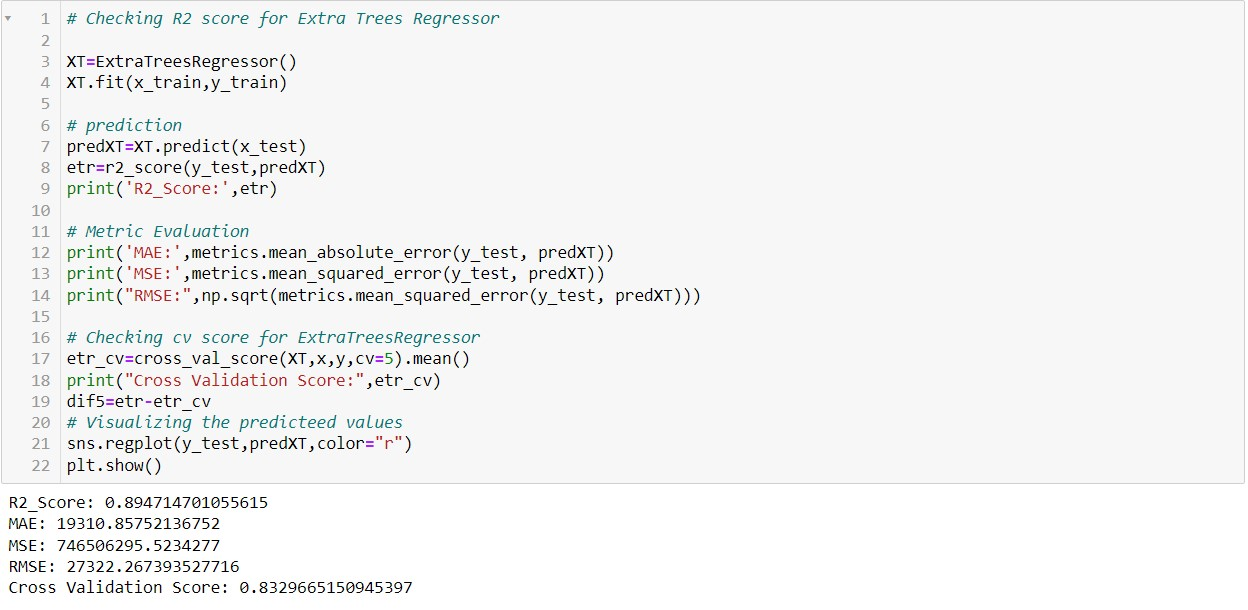 1 # Checking R2 score for Extra Trees Regressor
2
3 XT=ExtraTreesRegressor()
4 XT.fit(x_train,y_train)
5
6 # prediction
7 predXT=XT.predict(x_test)
8 etr=r2_score(y_test,predXT)
9 print('R2_Score:',etr)
10
11 # Metric Evaluation
12 print('MAE:',metrics.mean_absolute_error(y_test, predXT))
13 print('MSE:',metrics.mean_squared_error(y_test, predXT))
14 print("RMSE:",np.sqrt(metrics.mean_squared_error(y_test, predXT)))
15
16 # Checking cv score for ExtraTreesRegressor
17 etr_cv=cross_val_score(XT,x,y,cv=5).mean()
18 print("Cross Validation Score:",etr_cv)
19 dif5=etr-etr_cv
20 # Visualizing the predicteed values
21 sns.regplot(y_test,predXT,color="r")
22 plt.show()
R2_Score: 0.894714701055615
MAE: 19310.85752136752
MSE: 746506295.5234277
RMSE: 27322.267393527716
Cross Validation Score: 0.8329665150945397